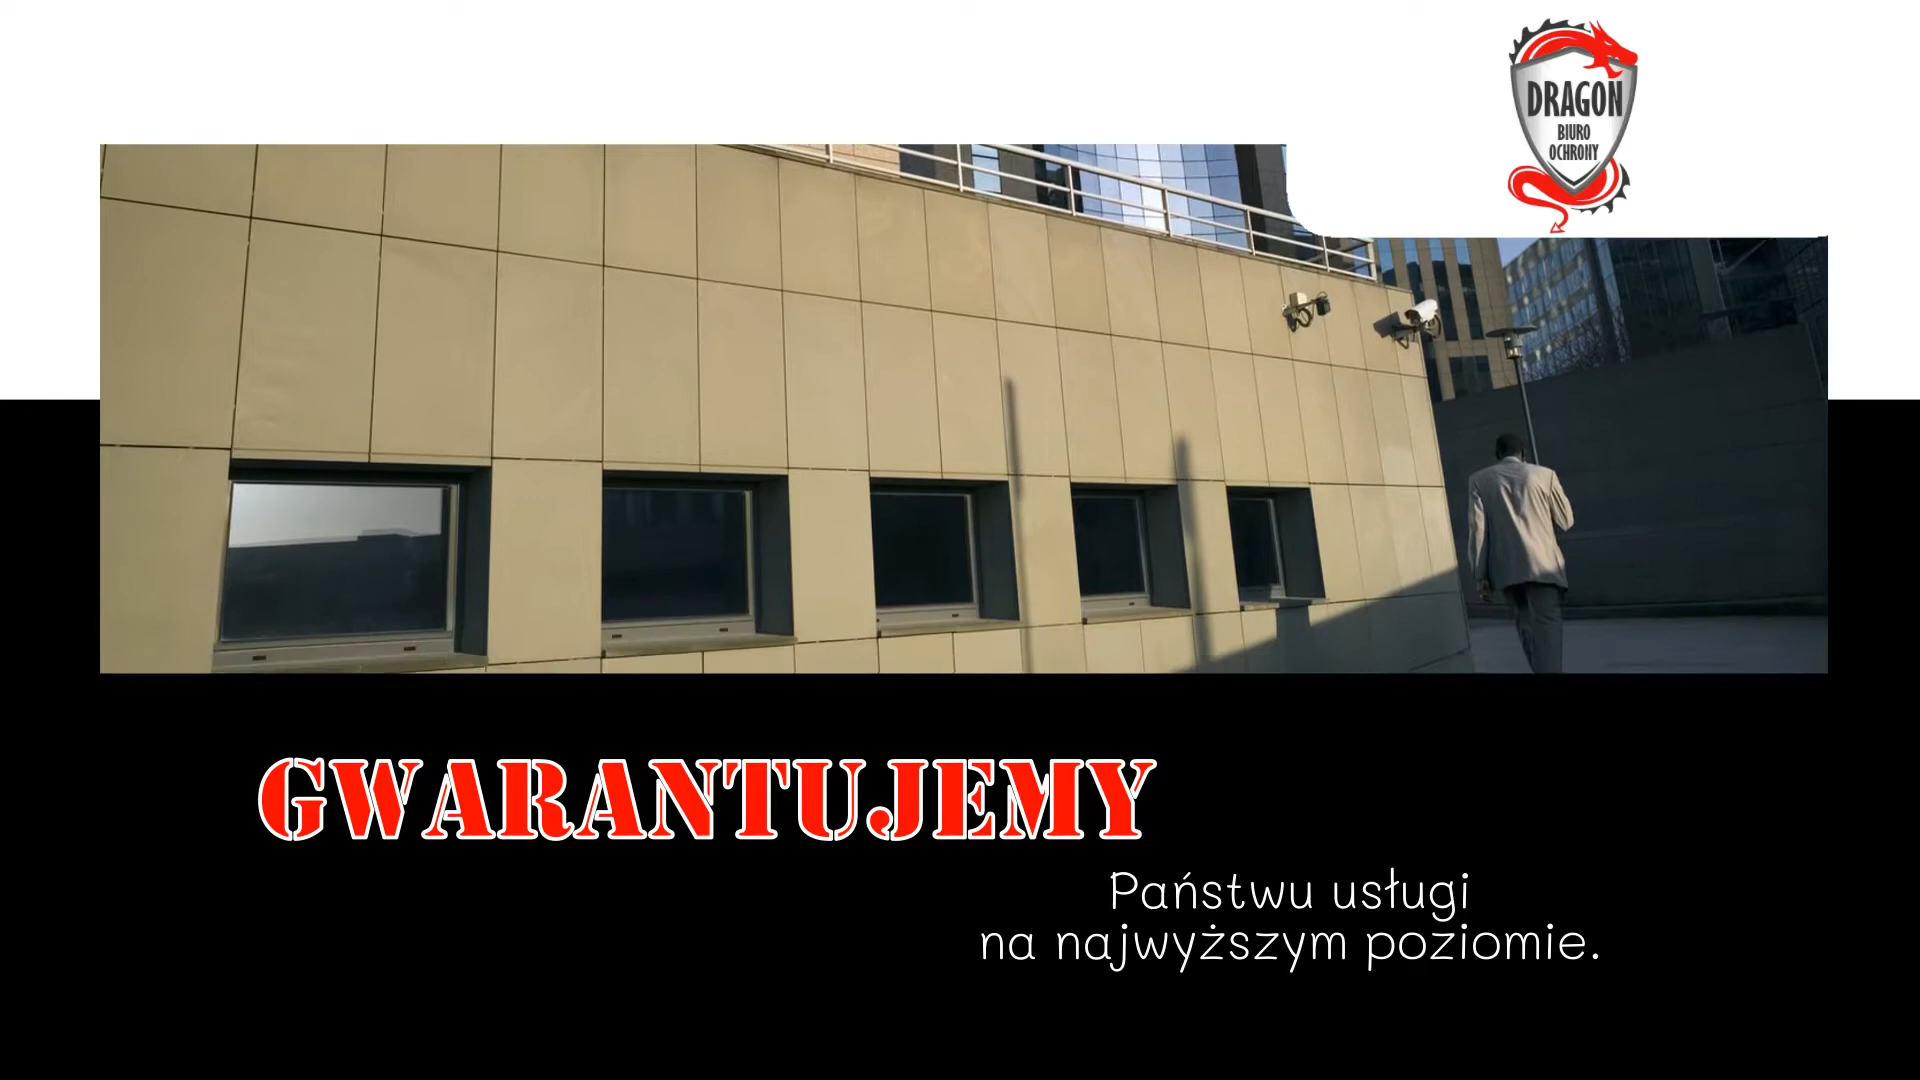 DRAGON
BIURO
OCHRONY
GWARANTUJEMY
Państwu usługi
na najwyższym poziomie.